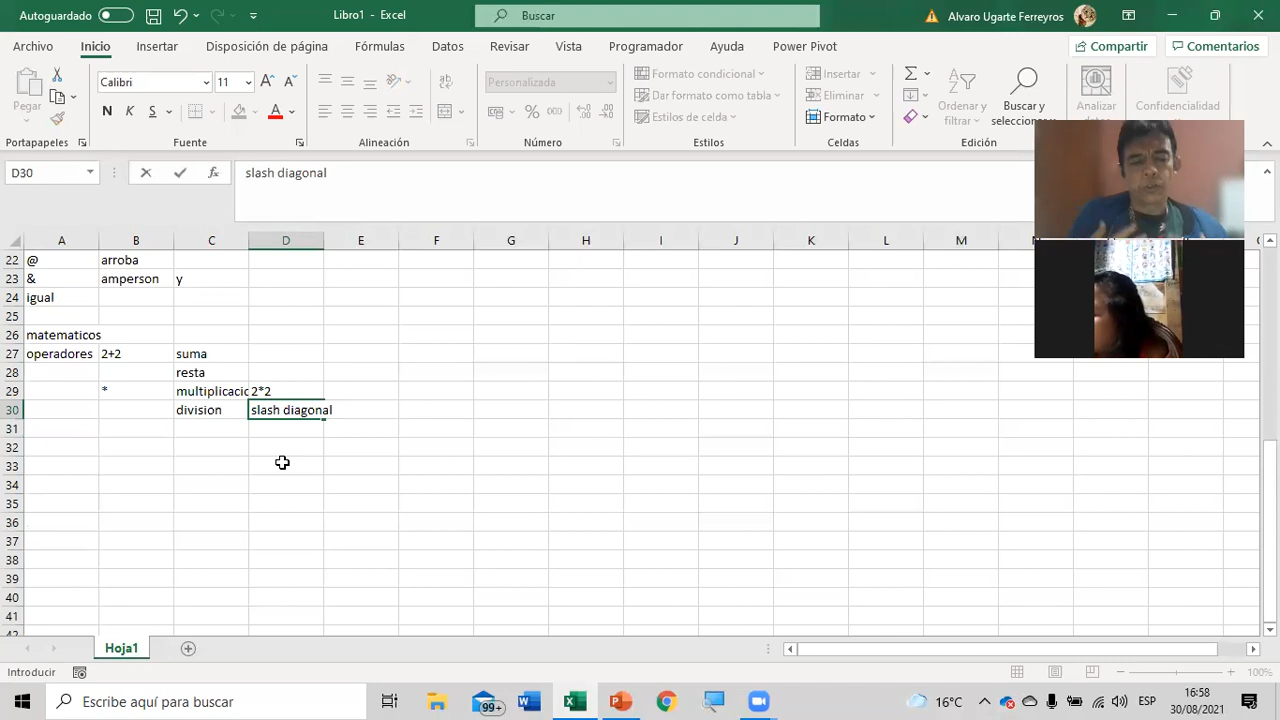 Autoguardado
Libro1 - Excel
Buscar
Alvaro Ugarte Ferreyros
Archivo Inicio Insertar Disposición de página Fórmulas Datos Revisar Vista Programador Ayuda Power Pivot
Compartir Comentarios
Pegar
Calibri 11
N K S
Personalizada
% 000
Formato condicional
Dar formato como tabla
Estilos de celda
Insertar
Eliminar
Formato
Ordenar y filtrar
Buscar y seleccionar
Analizar datos
Confidencialidad
Portapapeles Fuente Alineación Número Estilos Celdas Edición
D30 fx slash diagonal
A B C D E F G H I J K L M
22 @ arroba
23 & amperson y
24 igual
25
26 matematicos
27 operadores 2+2 suma
28 resta
29 * multiplicacic 2*2
30 division slash diagonal
31
32
33
34
35
36
37
38
39
40
41
42
Hoja1
Introducir 100%
Escribe aquí para buscar
99+
16°C ESP 16:58
30/08/2021